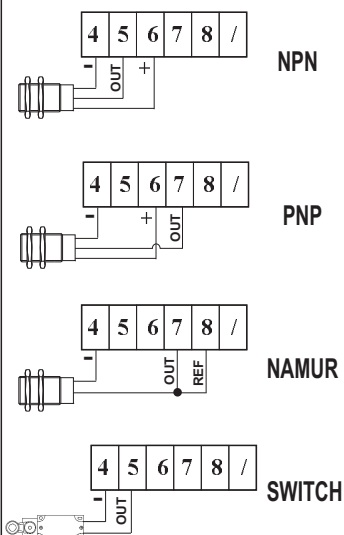 4 5 6 7 8 /
- OUT +
NPN
4 5 6 7 8 /
- + OUT
PNP
4 5 6 7 8 /
- OUT REF
NAMUR
4 5 6 7 8 /
- OUT
SWITCH